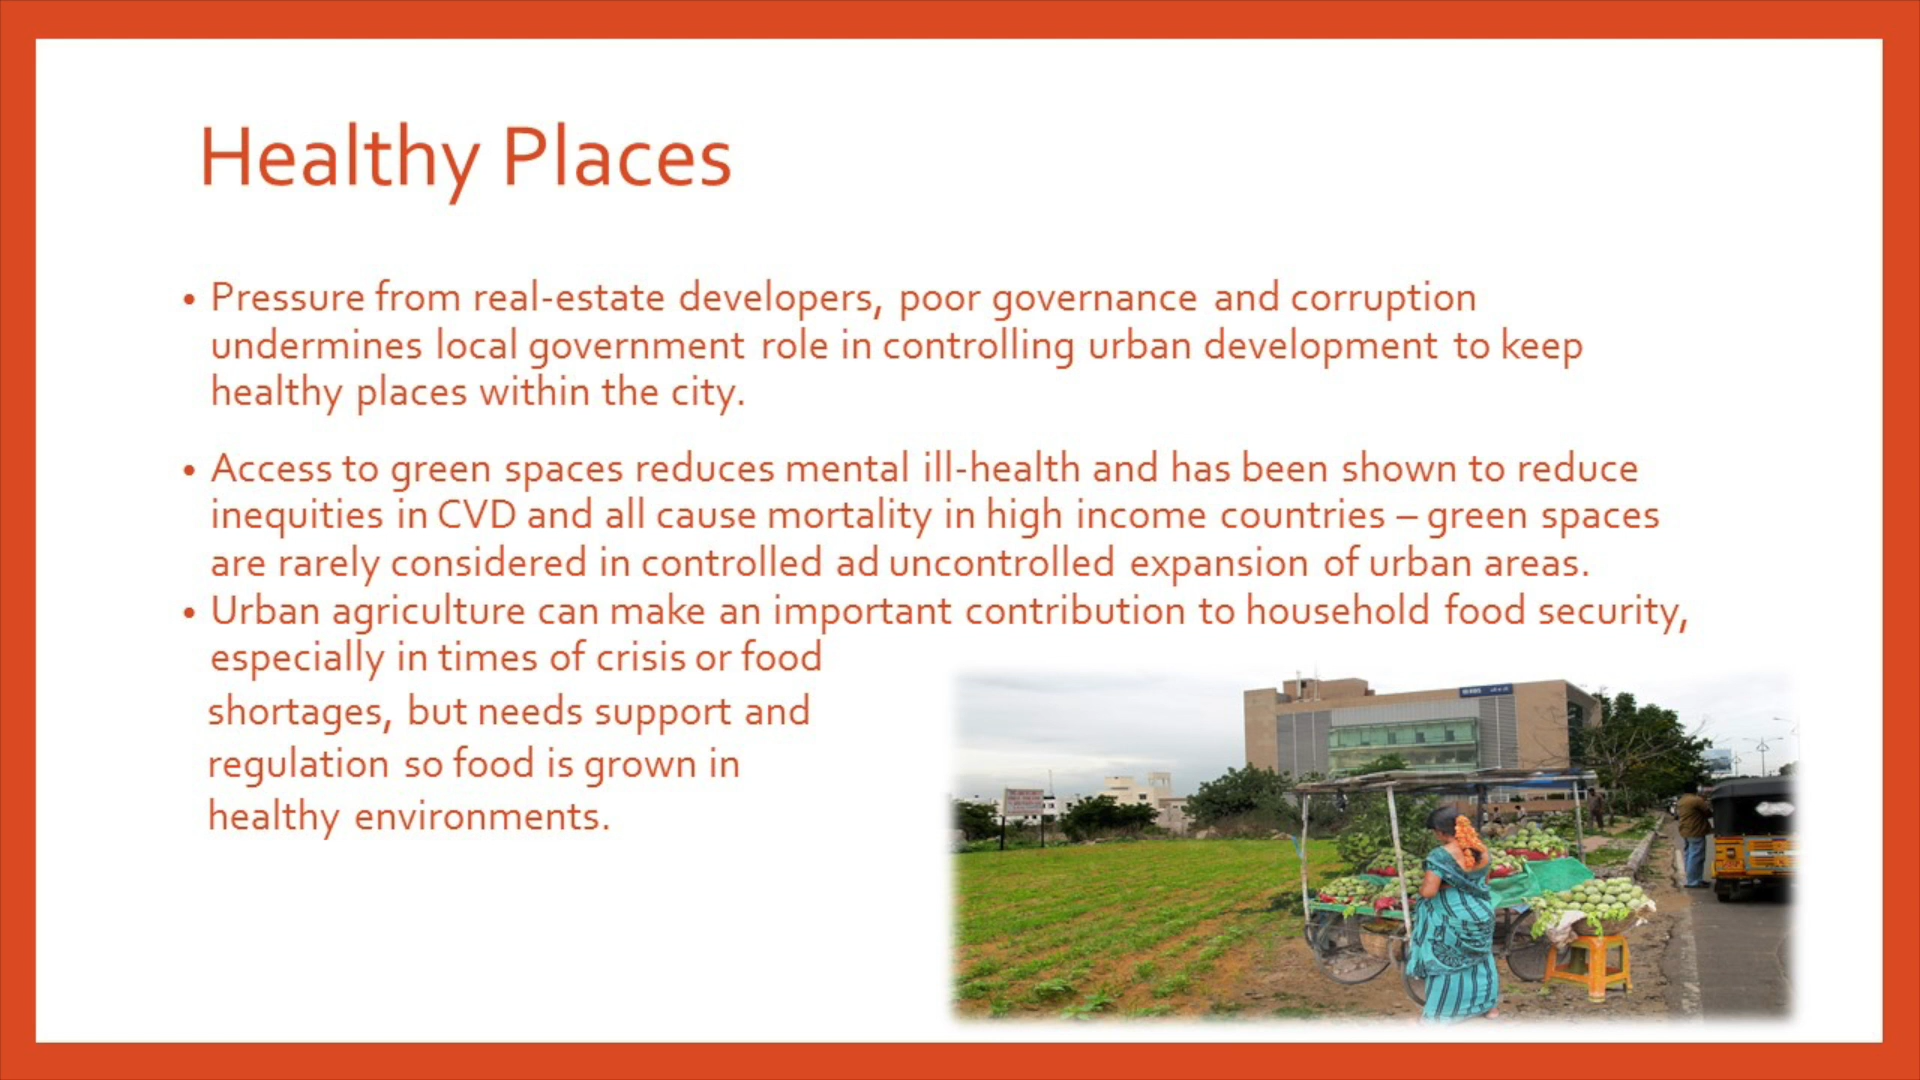 Healthy Places
• Pressure from real-estate developers, poor governance and corruption
undermines local government role in controlling urban development to keep
healthy places within the city.
• Access to green spaces reduces mental ill-health and has been shown to reduce
inequities in CVD and all cause mortality in high income countries – green spaces
are rarely considered in controlled ad uncontrolled expansion of urban areas.
• Urban agriculture can make an important contribution to household food security,
especially in times of crisis or food
shortages, but needs support and
regulation so food is grown in
healthy environments.